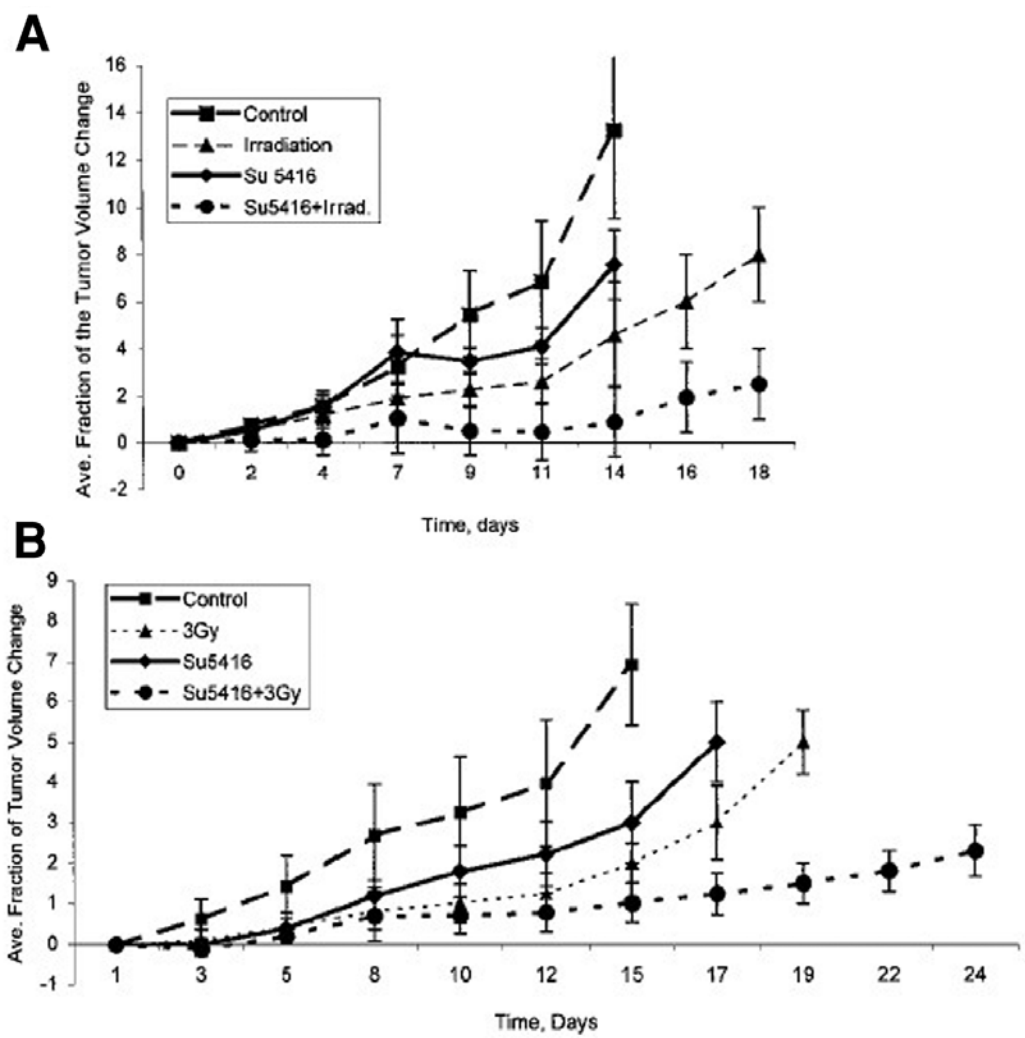 A
Ave. Fraction of the Tumor Volume Change
16
14
12
10
8
6
4
2
0
-2
Control
Irradiation
Su 5416
Su5416+Irrad.
0 2 4 7 9 11 14 16 18
Time, days
B
Ave. Fraction of Tumor Volume Change
9
8
7
6
5
4
3
2
1
0
-1
Control
3Gy
Su5416
Su5416+3Gy
1 3 5 8 10 12 15 17 19 22 24
Time, Days